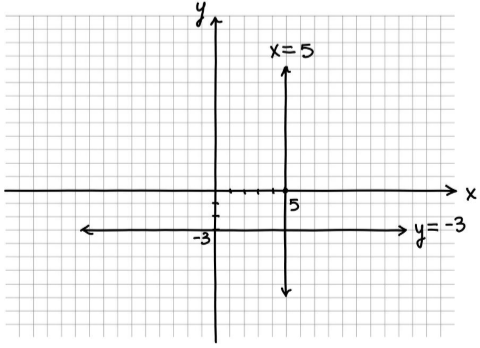 y
x = 5
x
5
y = -3
-3